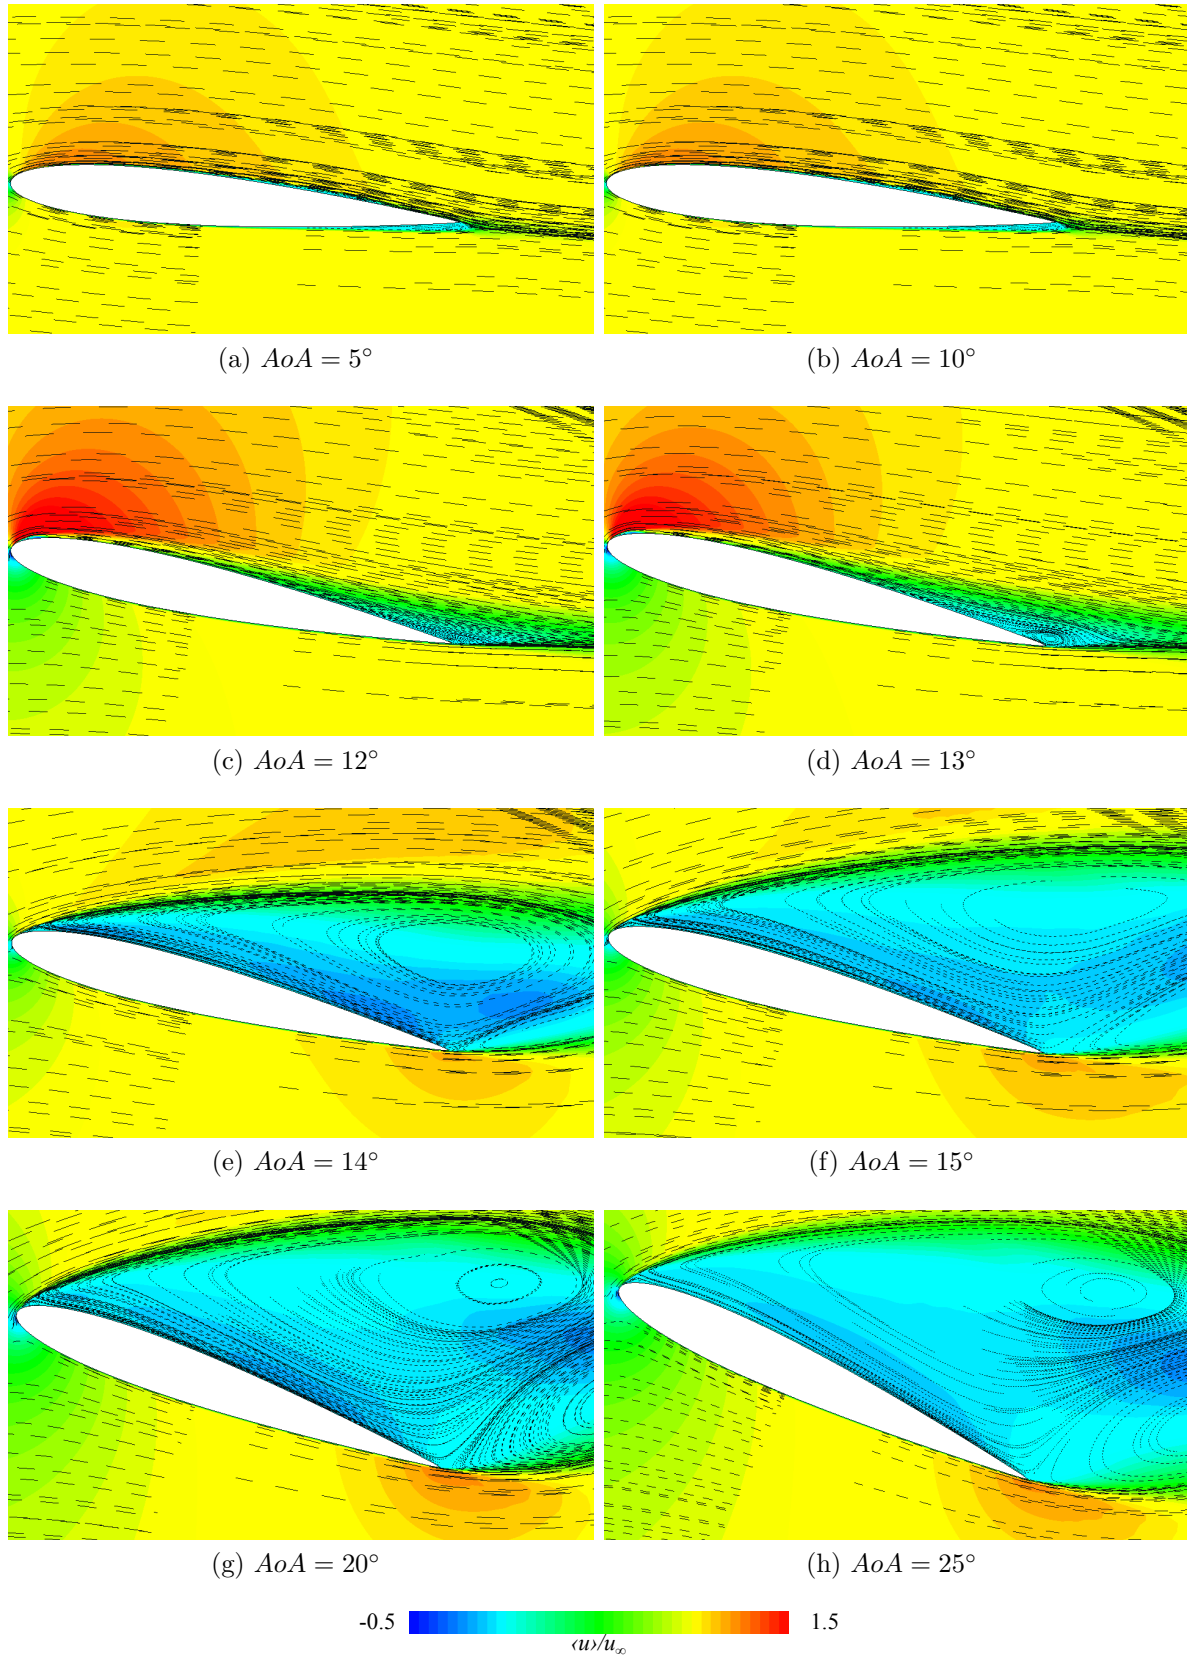 (a) AoA = 5°
(b) AoA = 10°
(c) AoA = 12°
(d) AoA = 13°
(e) AoA = 14°
(f) AoA = 15°
(g) AoA = 20°
(h) AoA = 25°
-0.5 1.5
‹u›/u∞